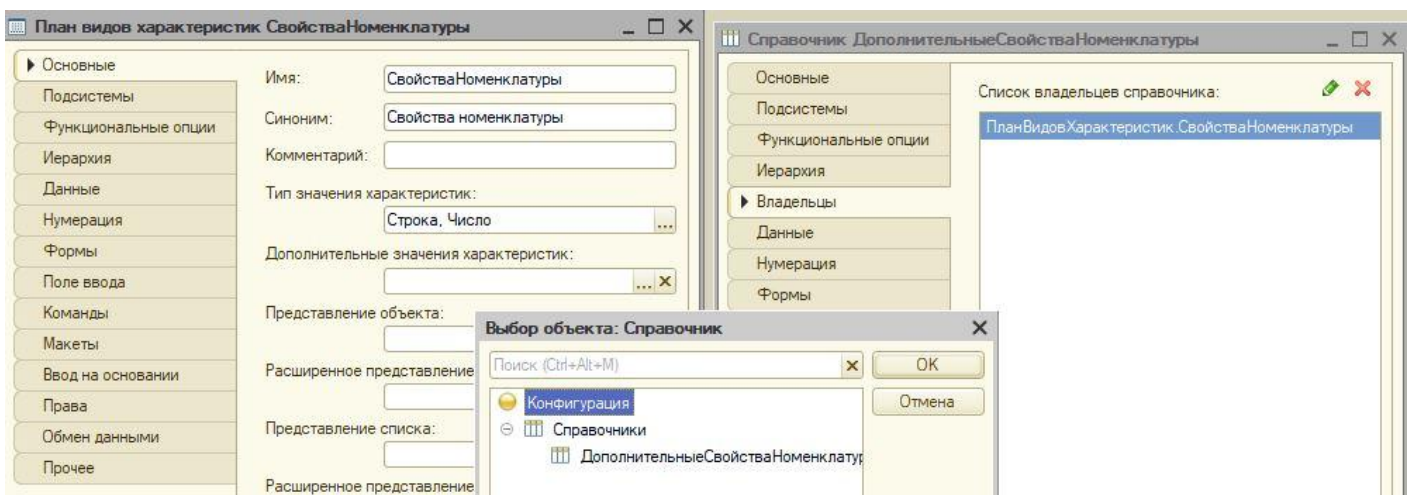 План видов характеристик СвойстваНоменклатуры
Основные
Подсистемы
Функциональные опции
Иерархия
Данные
Нумерация
Формы
Поле ввода
Команды
Макеты
Ввод на основании
Права
Обмен данными
Прочее
Имя: СвойстваНоменклатуры
Синоним: Свойства номенклатуры
Комментарий:
Тип значения характеристик:
Строка, Число
Дополнительные значения характеристик:
Представление объекта:
Расширенное представление
Представление списка:
Расширенное представление
Справочник ДополнительныеСвойстваНоменклатуры
Основные
Подсистемы
Функциональные опции
Иерархия
Владельцы
Данные
Нумерация
Формы
Список владельцев справочника:
ПланВидовХарактеристик.СвойстваНоменклатуры
Выбор объекта: Справочник
Поиск (Ctrl+Alt+M)
OK
Отмена
Конфигурация
Справочники
ДополнительныеСвойстваНоменклатур